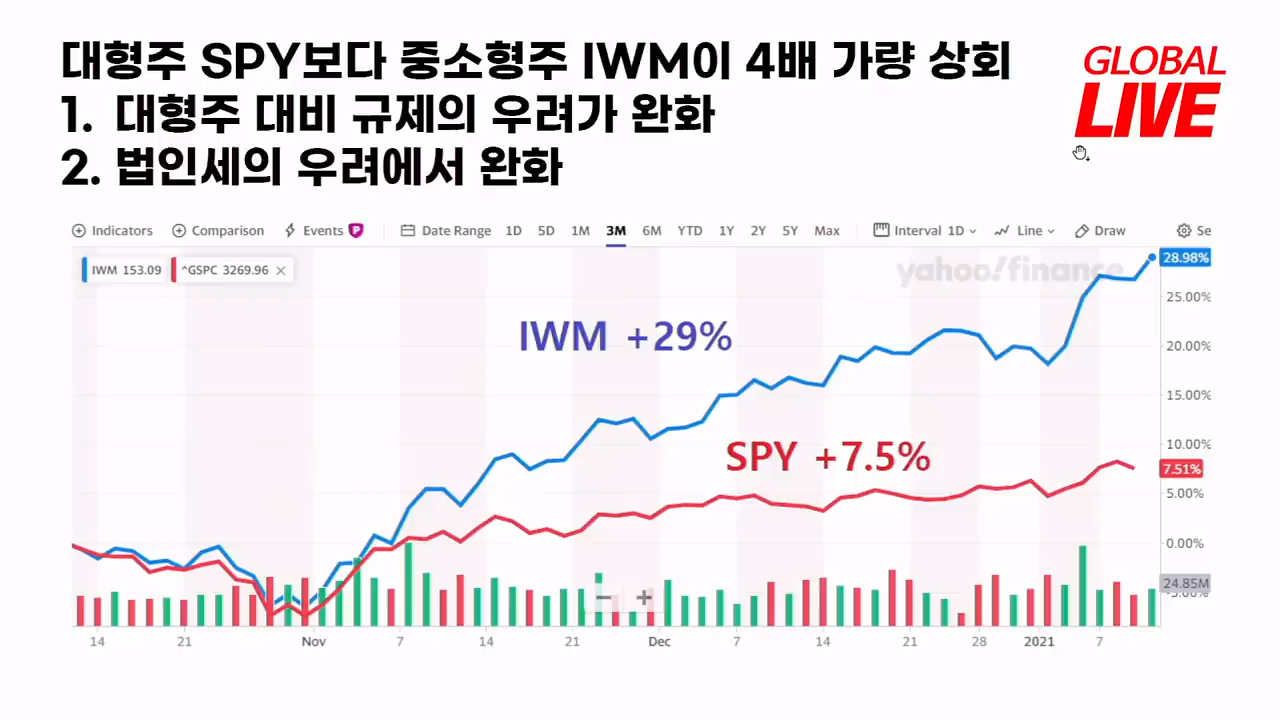 대형주 SPY보다 중소형주 IWM이 4배 가량 상회
1. 대형주 대비 규제의 우려가 완화
2. 법인세의 우려에서 완화
GLOBAL
LIVE
Indicators Comparison Events P Date Range 1D 5D 1M 3M 6M YTD 1Y 2Y 5Y Max Interval 1D Line Draw Se
IWM 153.09 ^GSPC 3269.96
yahoo!finance
28.98%
25.00%
IWM +29%
20.00%
15.00%
10.00%
SPY +7.5%
7.51%
5.00%
0.00%
24.85M
-5.00%
14 21 Nov 7 14 21 Dec 7 14 21 28 2021 7